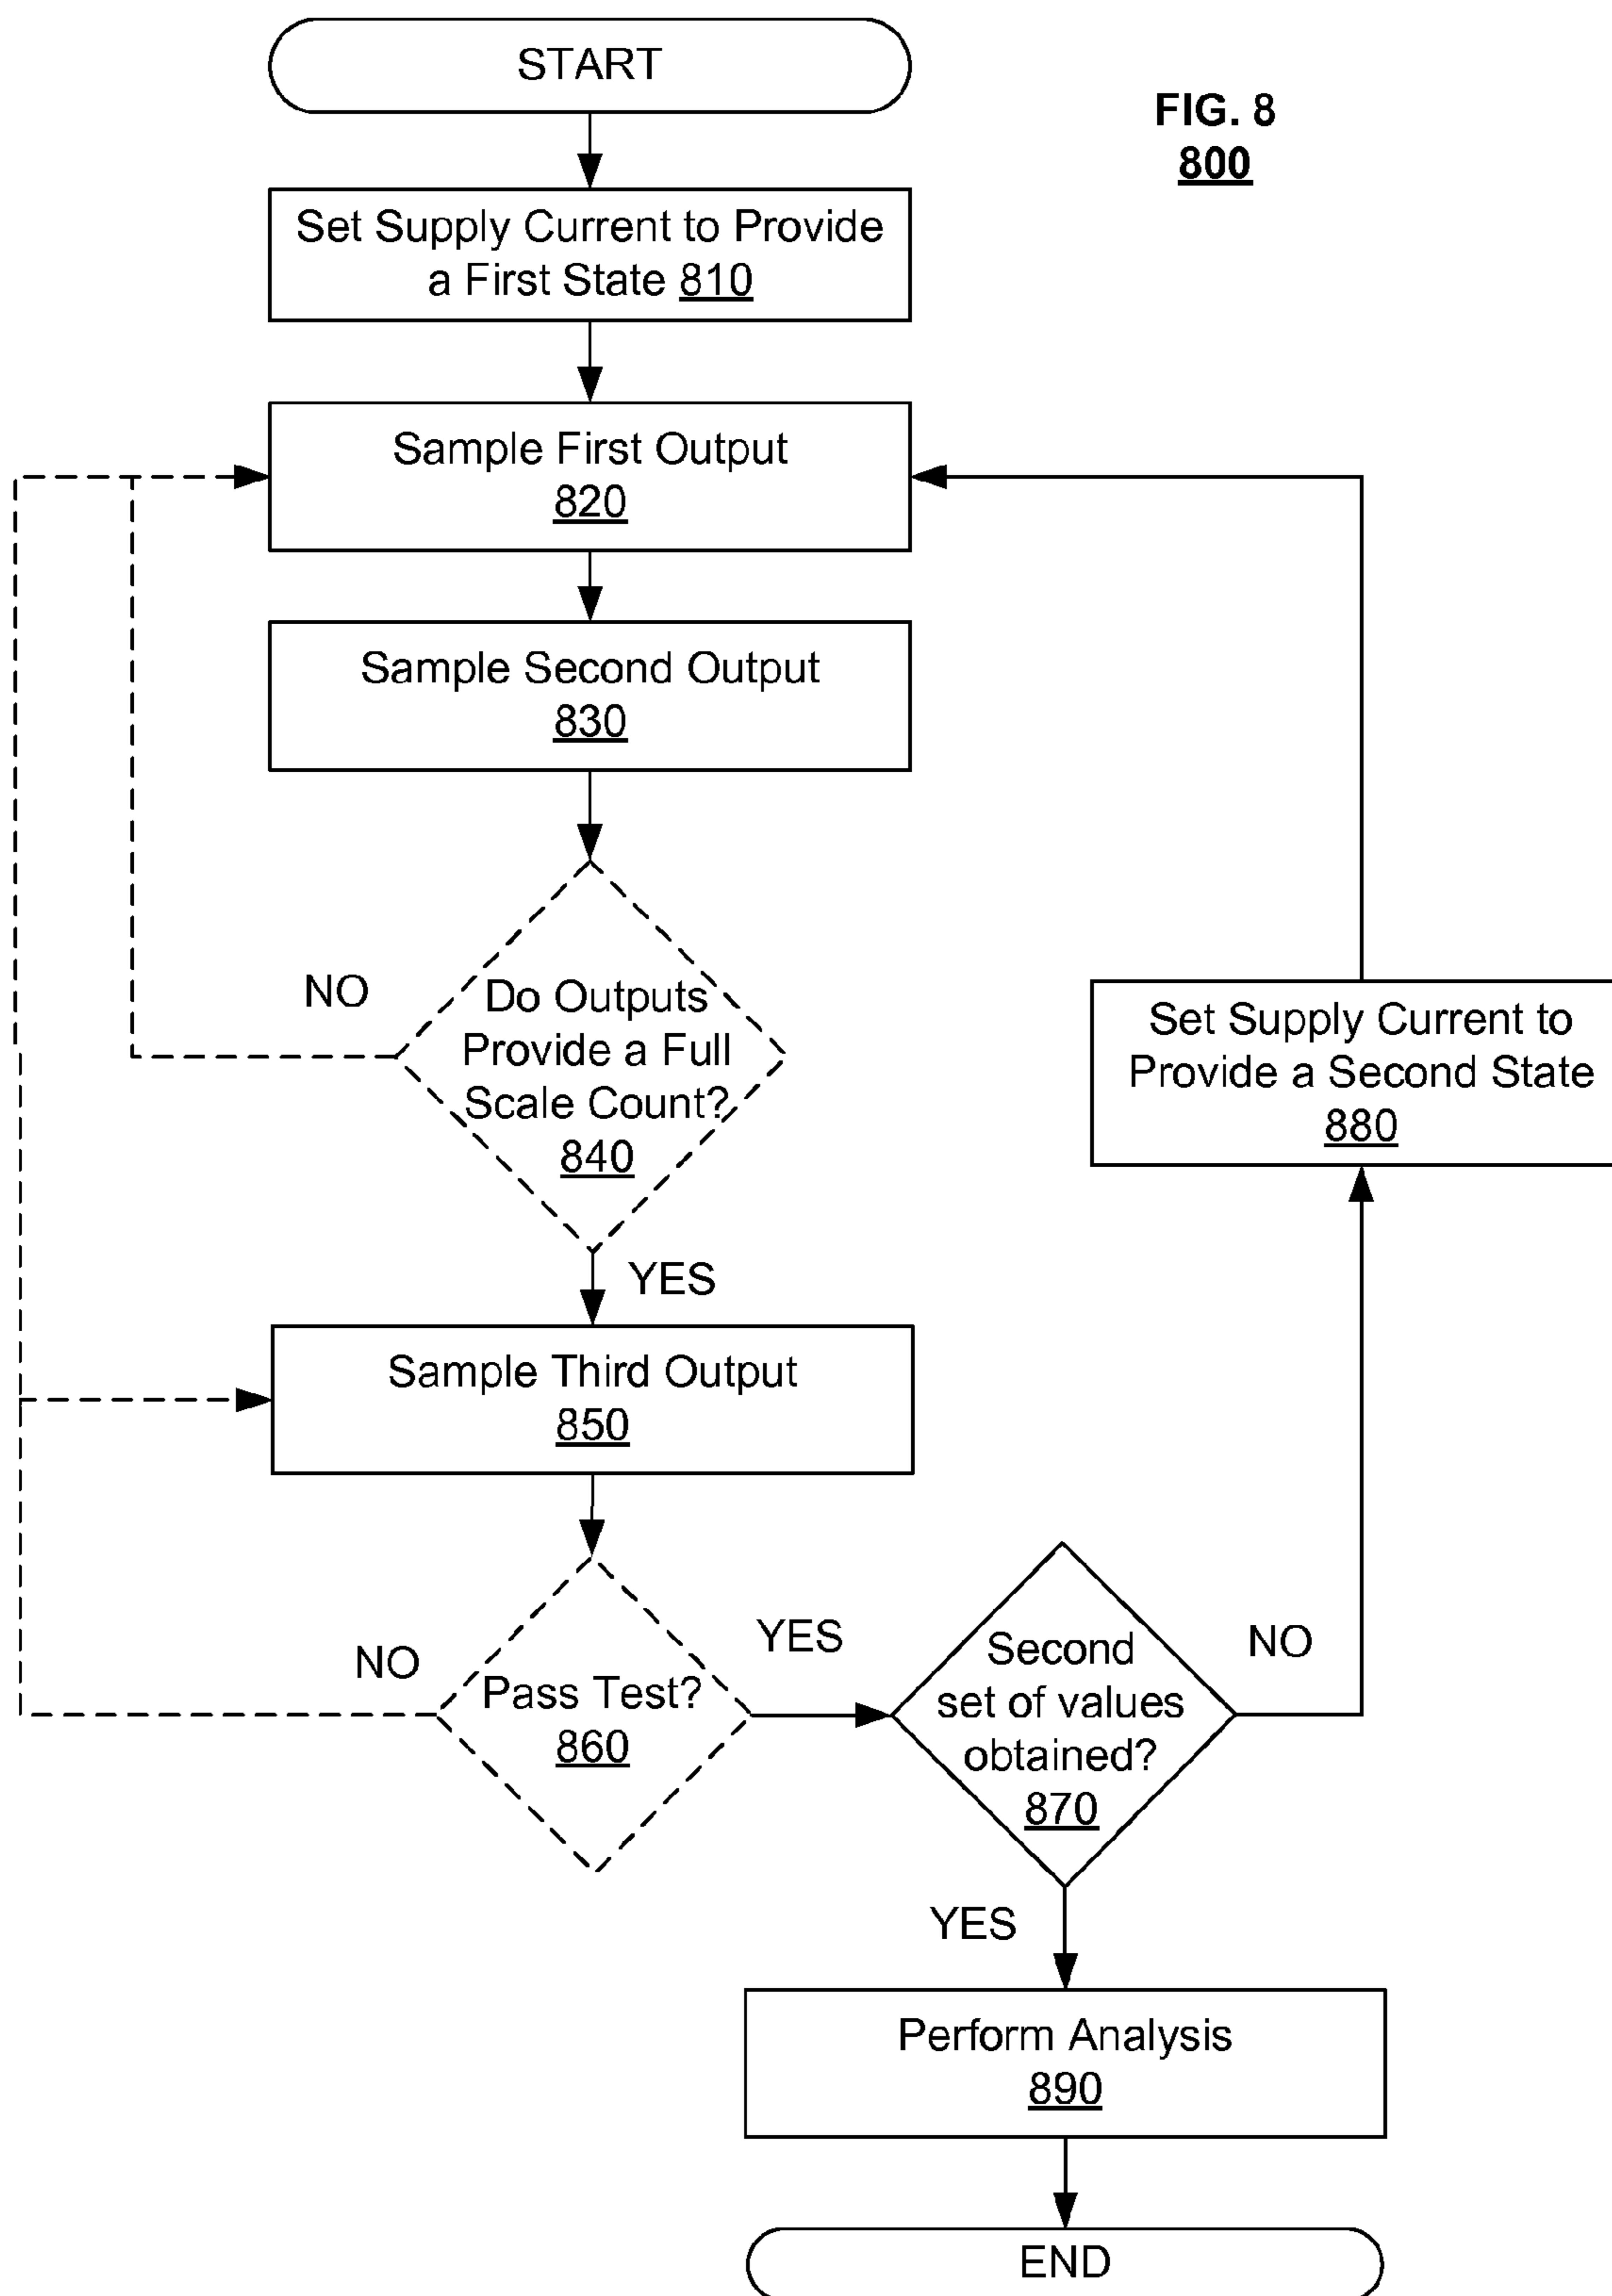 START
FIG. 8
800
Set Supply Current to Provide
a First State 810
Sample First Output
820
Sample Second Output
830
NO
Do Outputs
Provide a Full
Scale Count?
840
Set Supply Current to
Provide a Second State
880
YES
Sample Third Output
850
NO
Pass Test?
860
YES
Second
set of values
obtained?
870
NO
YES
Perform Analysis
890
END